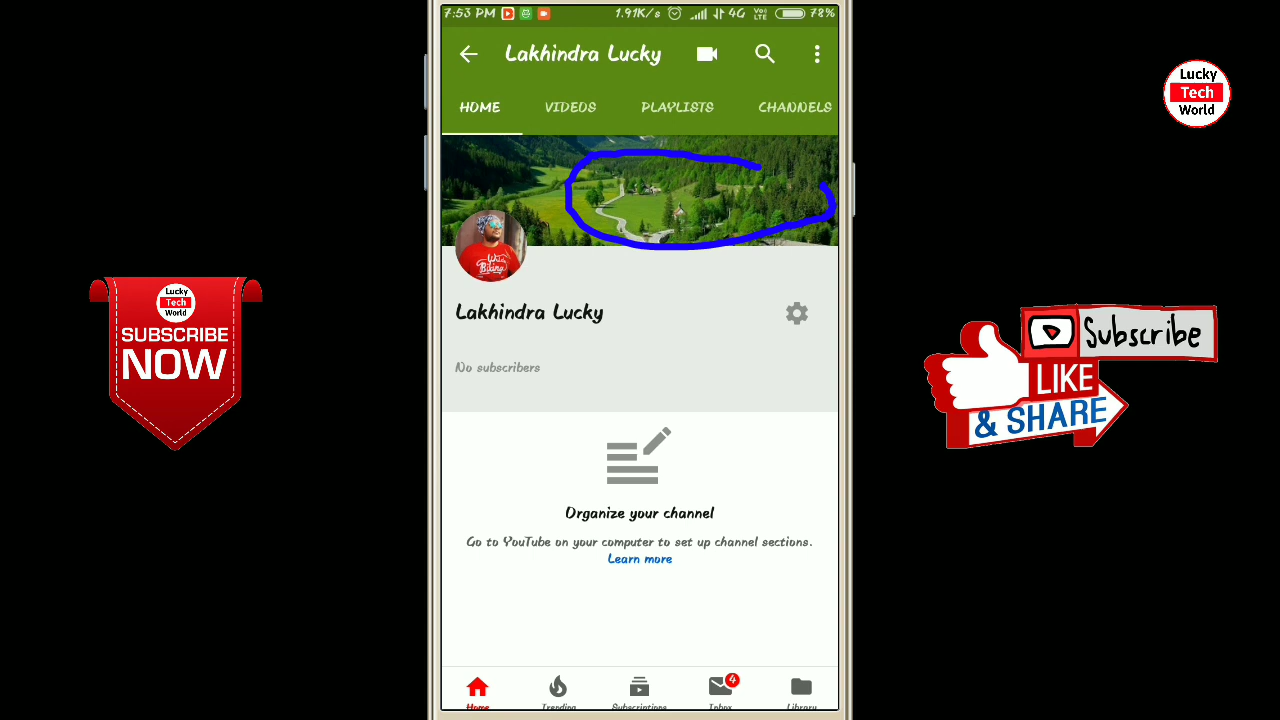 7:53 PM 1.91K/s 4G Vo LTE 78%
Lakhindra Lucky
HOME VIDEOS PLAYLISTS CHANNELS
Lucky
Tech
World
Lakhindra Lucky
No subscribers
Lucky
Tech
World
SUBSCRIBE
NOW
Subscribe
LIKE
& SHARE
Organize your channel
Go to YouTube on your computer to set up channel sections.
Learn more
4
Home Trending Subscriptions Inbox Library